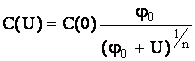 C(U) = C(0) φ₀ / (φ₀ + U)^{1/n}